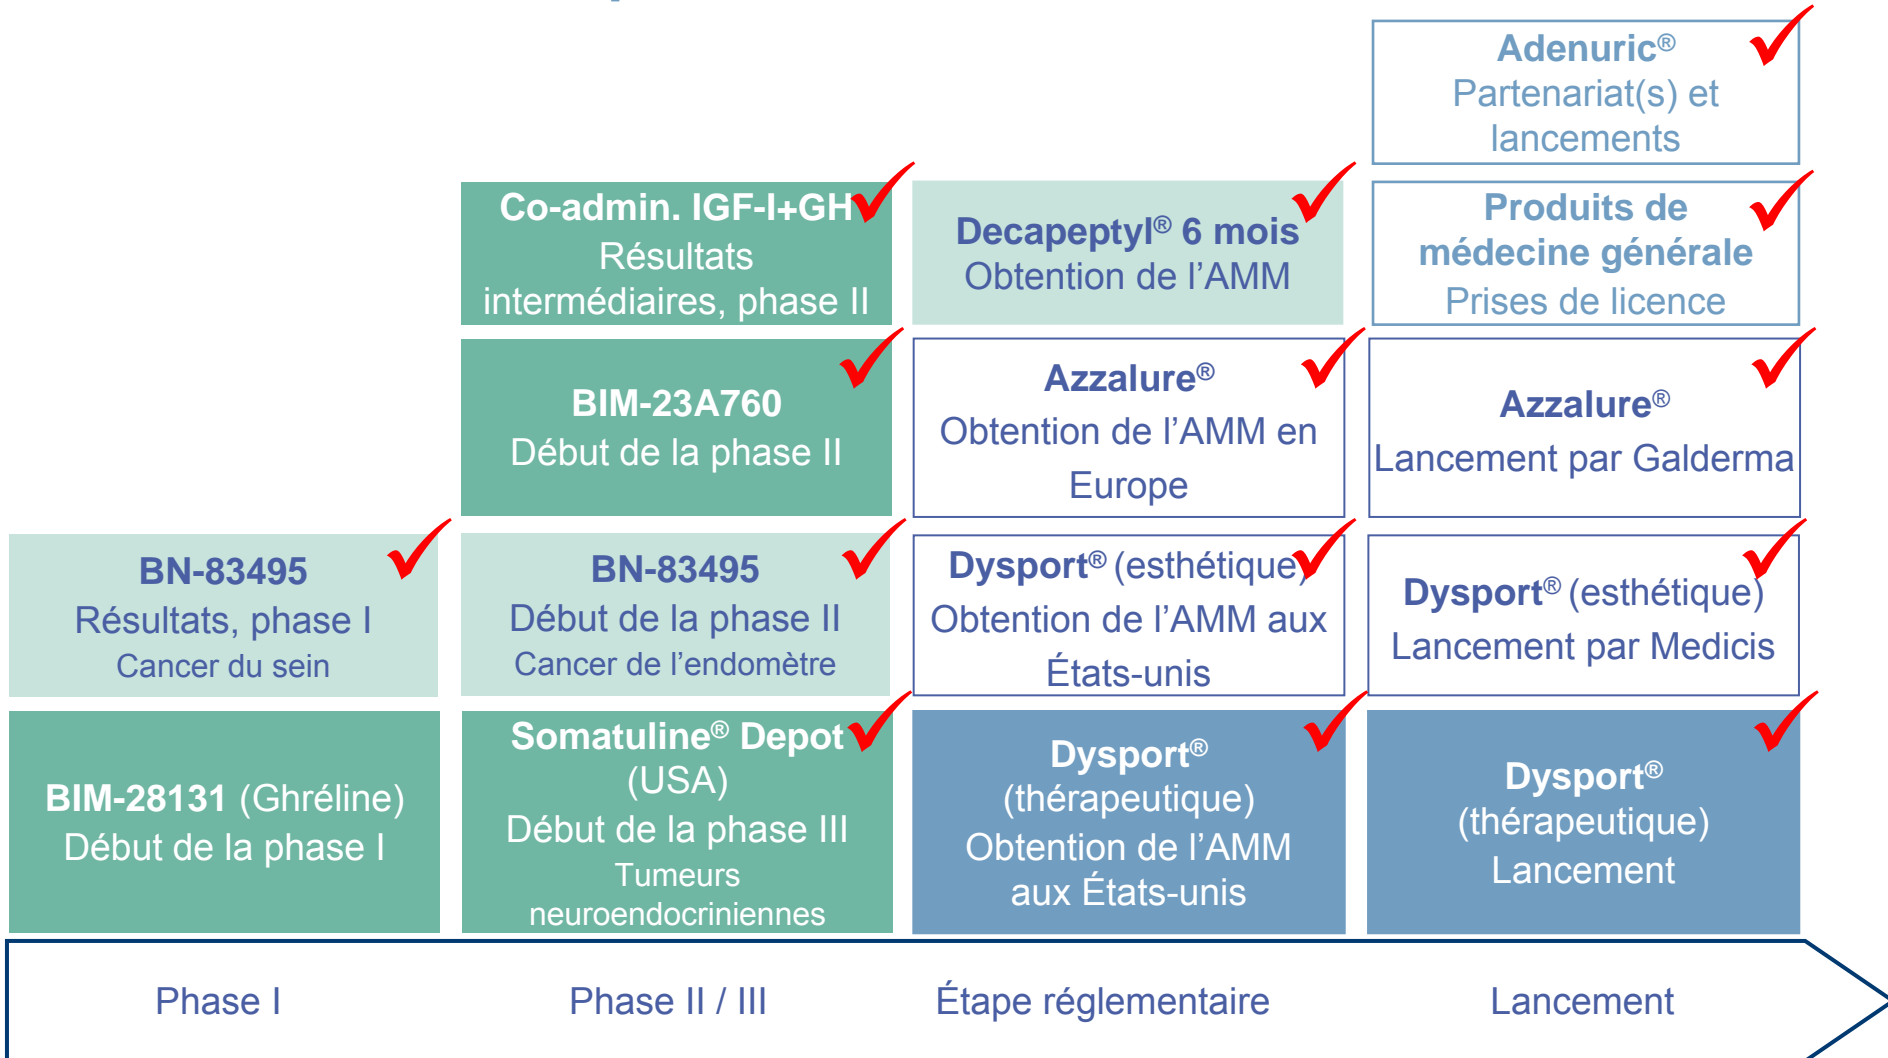 Adenuric®
Partenariat(s) et
lancements
Co-admin. IGF-I+GH
Résultats
intermédiaires, phase II
Decapeptyl® 6 mois
Obtention de l’AMM
Produits de
médecine générale
Prises de licence
BIM-23A760
Début de la phase II
Azzalure®
Obtention de l’AMM en
Europe
Azzalure®
Lancement par Galderma
BN-83495
Résultats, phase I
Cancer du sein
BN-83495
Début de la phase II
Cancer de l’endomètre
Dysport® (esthétique)
Obtention de l’AMM aux
États-unis
Dysport® (esthétique)
Lancement par Medicis
BIM-28131 (Ghréline)
Début de la phase I
Somatuline® Depot
(USA)
Début de la phase III
Tumeurs
neuroendocriniennes
Dysport®
(thérapeutique)
Obtention de l’AMM
aux États-unis
Dysport®
(thérapeutique)
Lancement
Phase I
Phase II / III
Étape réglementaire
Lancement